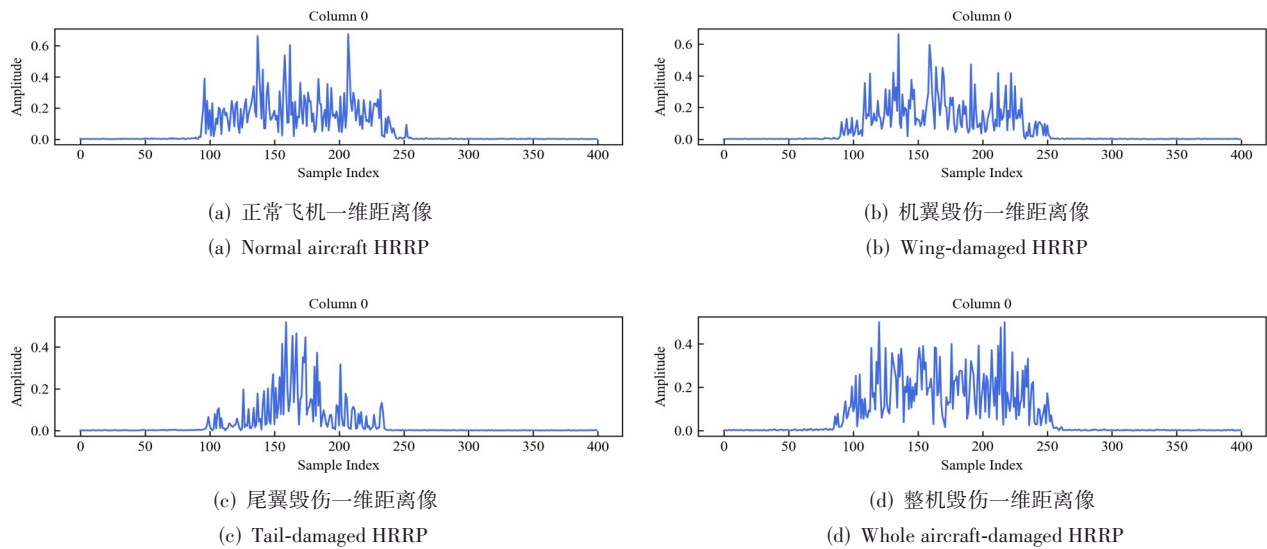 Column 0
Amplitude
0.6
0.4
0.2
0.0
0 50 100 150 200 250 300 350 400
Sample Index
(a) 正常飞机一维距离像
(a) Normal aircraft HRRP
Column 0
Amplitude
0.6
0.4
0.2
0.0
0 50 100 150 200 250 300 350 400
Sample Index
(b) 机翼毁伤一维距离像
(b) Wing-damaged HRRP
Column 0
Amplitude
0.4
0.2
0.0
0 50 100 150 200 250 300 350 400
Sample Index
(c) 尾翼毁伤一维距离像
(c) Tail-damaged HRRP
Column 0
Amplitude
0.4
0.2
0.0
0 50 100 150 200 250 300 350 400
Sample Index
(d) 整机毁伤一维距离像
(d) Whole aircraft-damaged HRRP